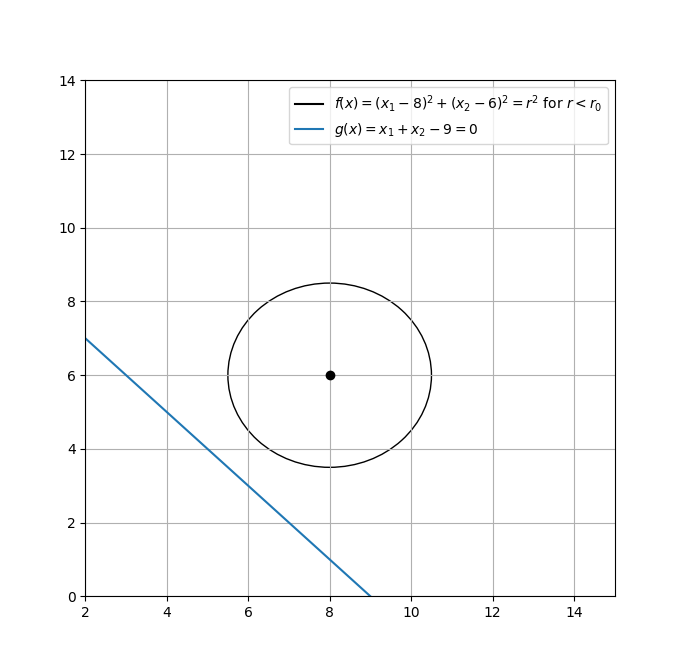 f(x) = (x₁ − 8)² + (x₂ − 6)² = r² for r < r₀
g(x) = x₁ + x₂ − 9 = 0
14
12
10
8
6
4
2
0
2 4 6 8 10 12 14